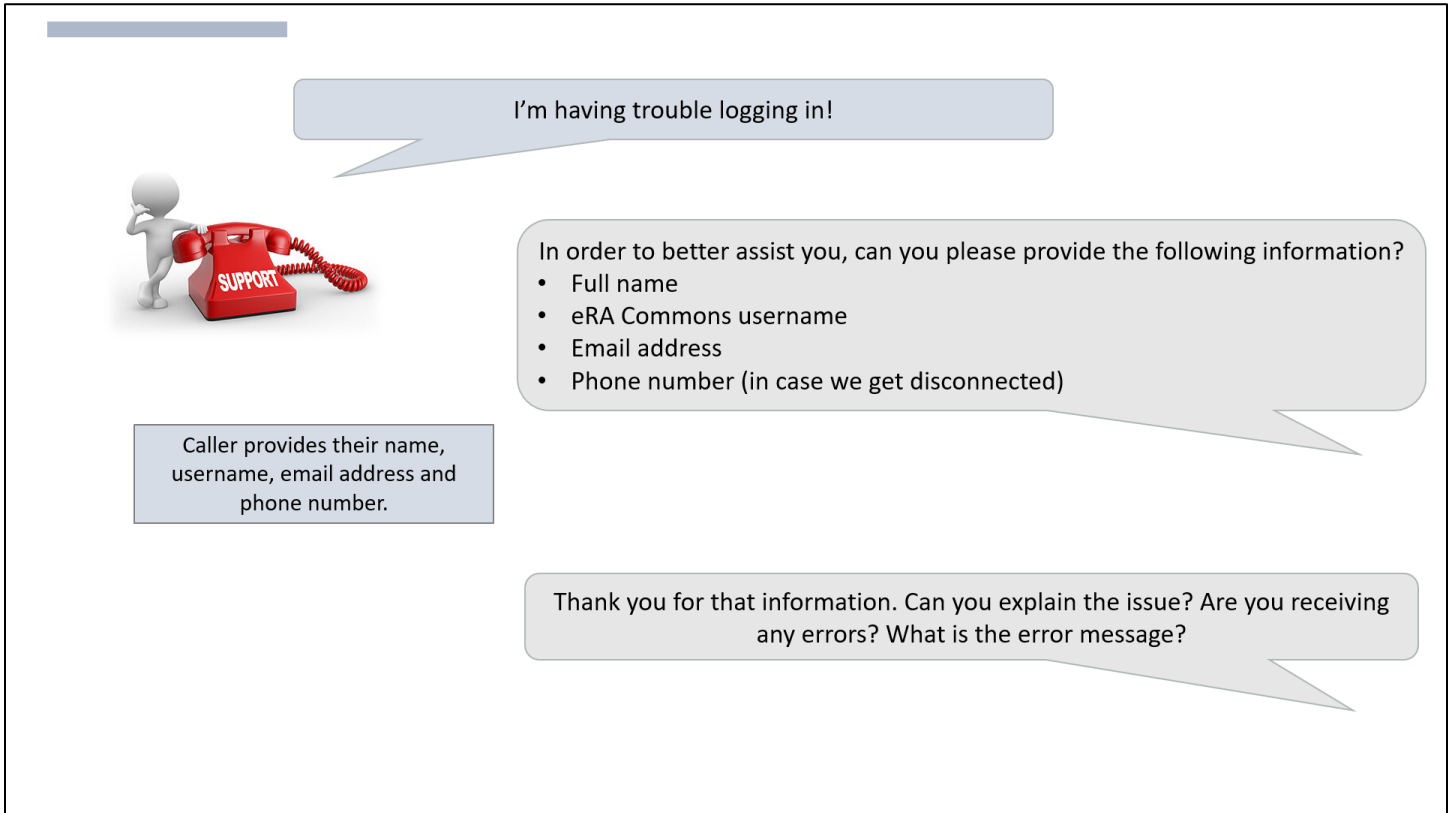 I’m having trouble logging in!
SUPPORT
In order to better assist you, can you please provide the following information?
• Full name
• eRA Commons username
• Email address
• Phone number (in case we get disconnected)
Caller provides their name,
username, email address and
phone number.
Thank you for that information. Can you explain the issue? Are you receiving
any errors? What is the error message?